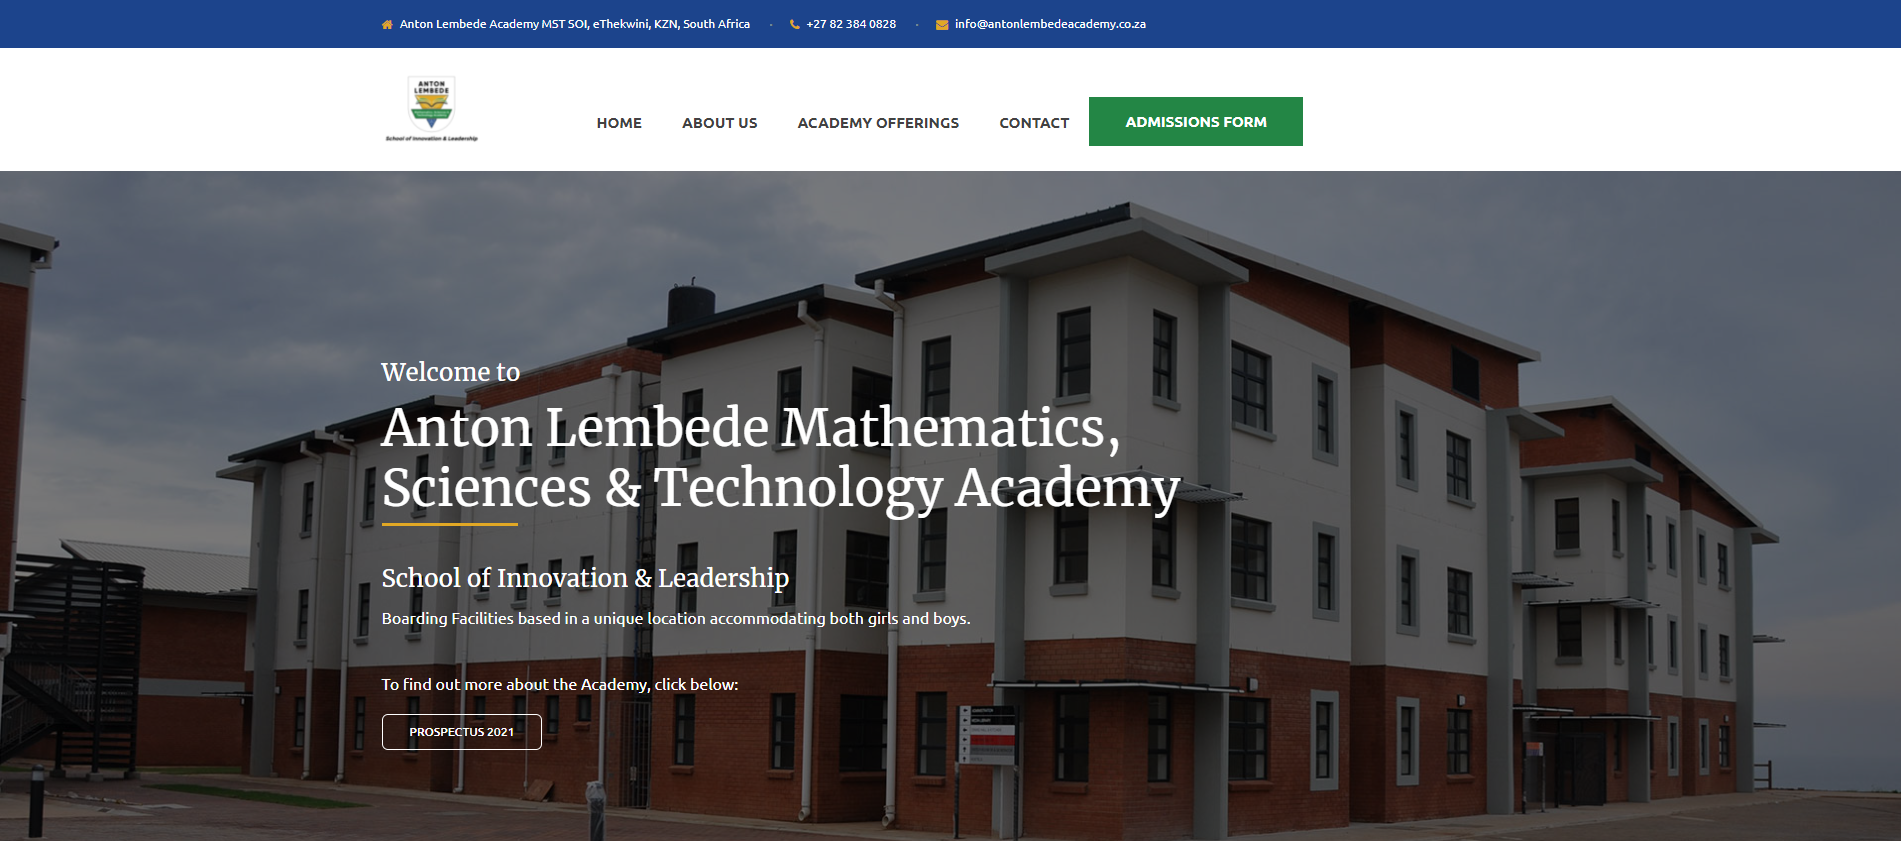 Anton Lembede Academy MST SOI, eThekwini, KZN, South Africa
+27 82 384 0828
info@antonlembedeacademy.co.za
ANTON
LEMBEDE
School of Innovation & Leadership
HOME
ABOUT US
ACADEMY OFFERINGS
CONTACT
ADMISSIONS FORM
Welcome to
Anton Lembede Mathematics,
Sciences & Technology Academy
School of Innovation & Leadership
Boarding Facilities based in a unique location accommodating both girls and boys.
To find out more about the Academy, click below:
PROSPECTUS 2021